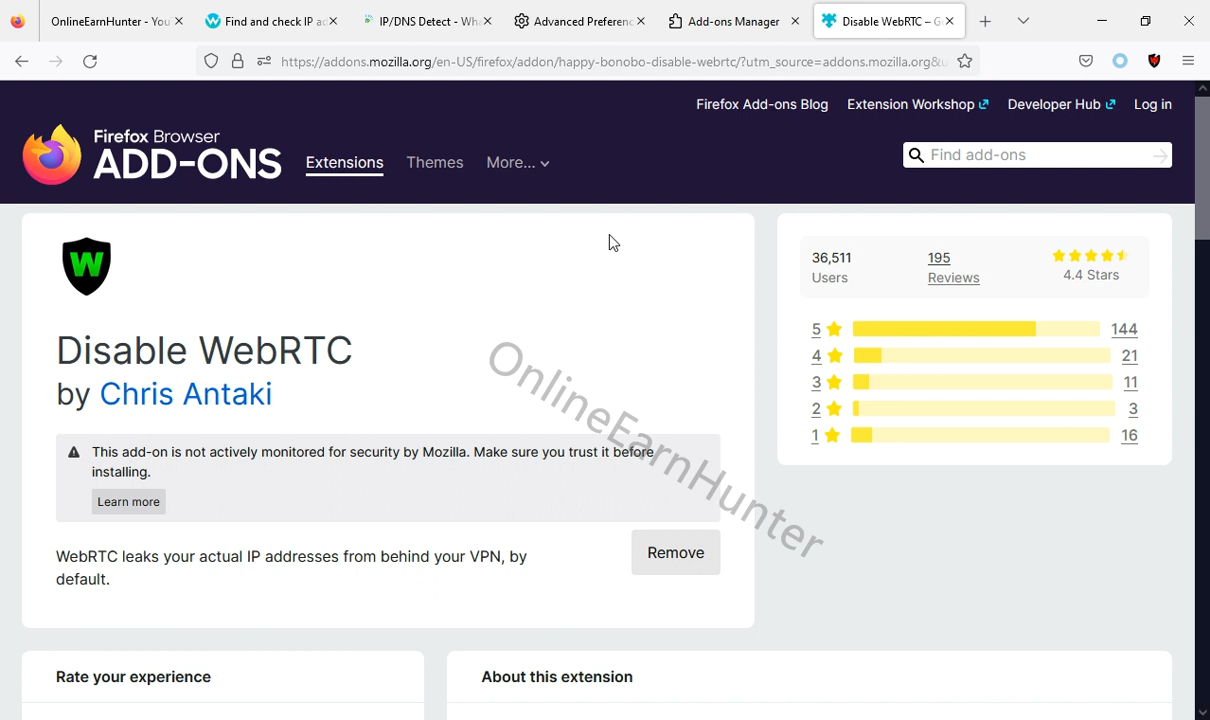 OnlineEarnHunter - You
Find and check IP ad
IP/DNS Detect - Wha
Advanced Preferenc
Add-ons Manager
Disable WebRTC – G
https://addons.mozilla.org/en-US/firefox/addon/happy-bonobo-disable-webrtc/?utm_source=addons.mozilla.org&u
Firefox Add-ons Blog
Extension Workshop
Developer Hub
Log in
Firefox Browser
ADD-ONS
Extensions
Themes
More...
Find add-ons
W
Disable WebRTC
by Chris Antaki
This add-on is not actively monitored for security by Mozilla. Make sure you trust it before
installing.
Learn more
WebRTC leaks your actual IP addresses from behind your VPN, by
default.
Remove
36,511
Users
195
Reviews
4.4 Stars
5 144
4 21
3 11
2 3
1 16
OnlineEarnHunter
Rate your experience
About this extension